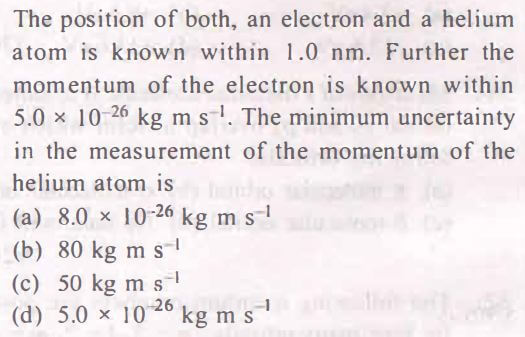 The position of both, an electron and a helium
atom is known within 1.0 nm. Further the
momentum of the electron is known within
5.0 × 10⁻²⁶ kg m s⁻¹. The minimum uncertainty
in the measurement of the momentum of the
helium atom is
(a) 8.0 × 10⁻²⁶ kg m s⁻¹
(b) 80 kg m s⁻¹
(c) 50 kg m s⁻¹
(d) 5.0 × 10⁻²⁶ kg m s⁻¹